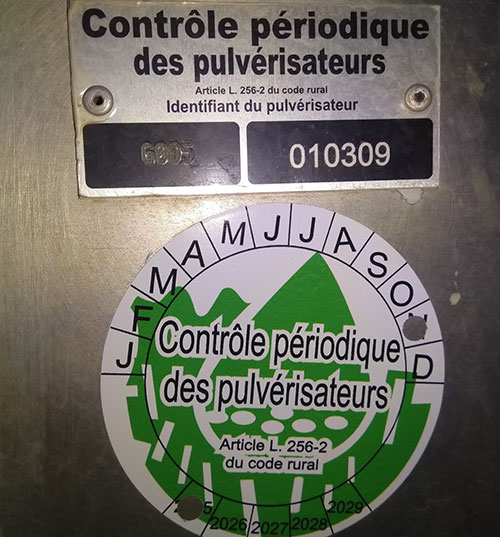 Contrôle périodique
des pulvérisateurs
Article L. 256-2 du code rural
Identifiant du pulvérisateur
G005 010309
J F M A M J J A S O D
Contrôle périodique
des pulvérisateurs
Article L. 256-2
du code rural
2026 2027 2028 2029